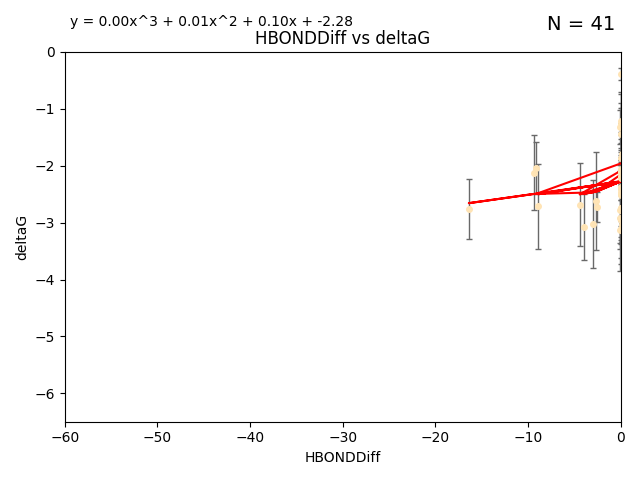 y = 0.00x^3 + 0.01x^2 + 0.10x + -2.28
N = 41
HBONDDiff vs deltaG
0
−1
−2
−3
−4
−5
−6
deltaG
−60 −50 −40 −30 −20 −10 0
HBONDDiff